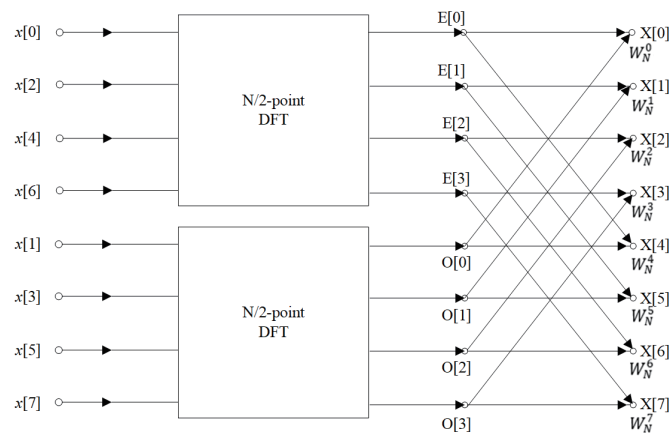 x[0]
x[2]
x[4]
x[6]
x[1]
x[3]
x[5]
x[7]
N/2-point
DFT
N/2-point
DFT
E[0]
E[1]
E[2]
E[3]
O[0]
O[1]
O[2]
O[3]
X[0]
W_N^0
X[1]
W_N^1
X[2]
W_N^2
X[3]
W_N^3
X[4]
W_N^4
X[5]
W_N^5
X[6]
W_N^6
X[7]
W_N^7